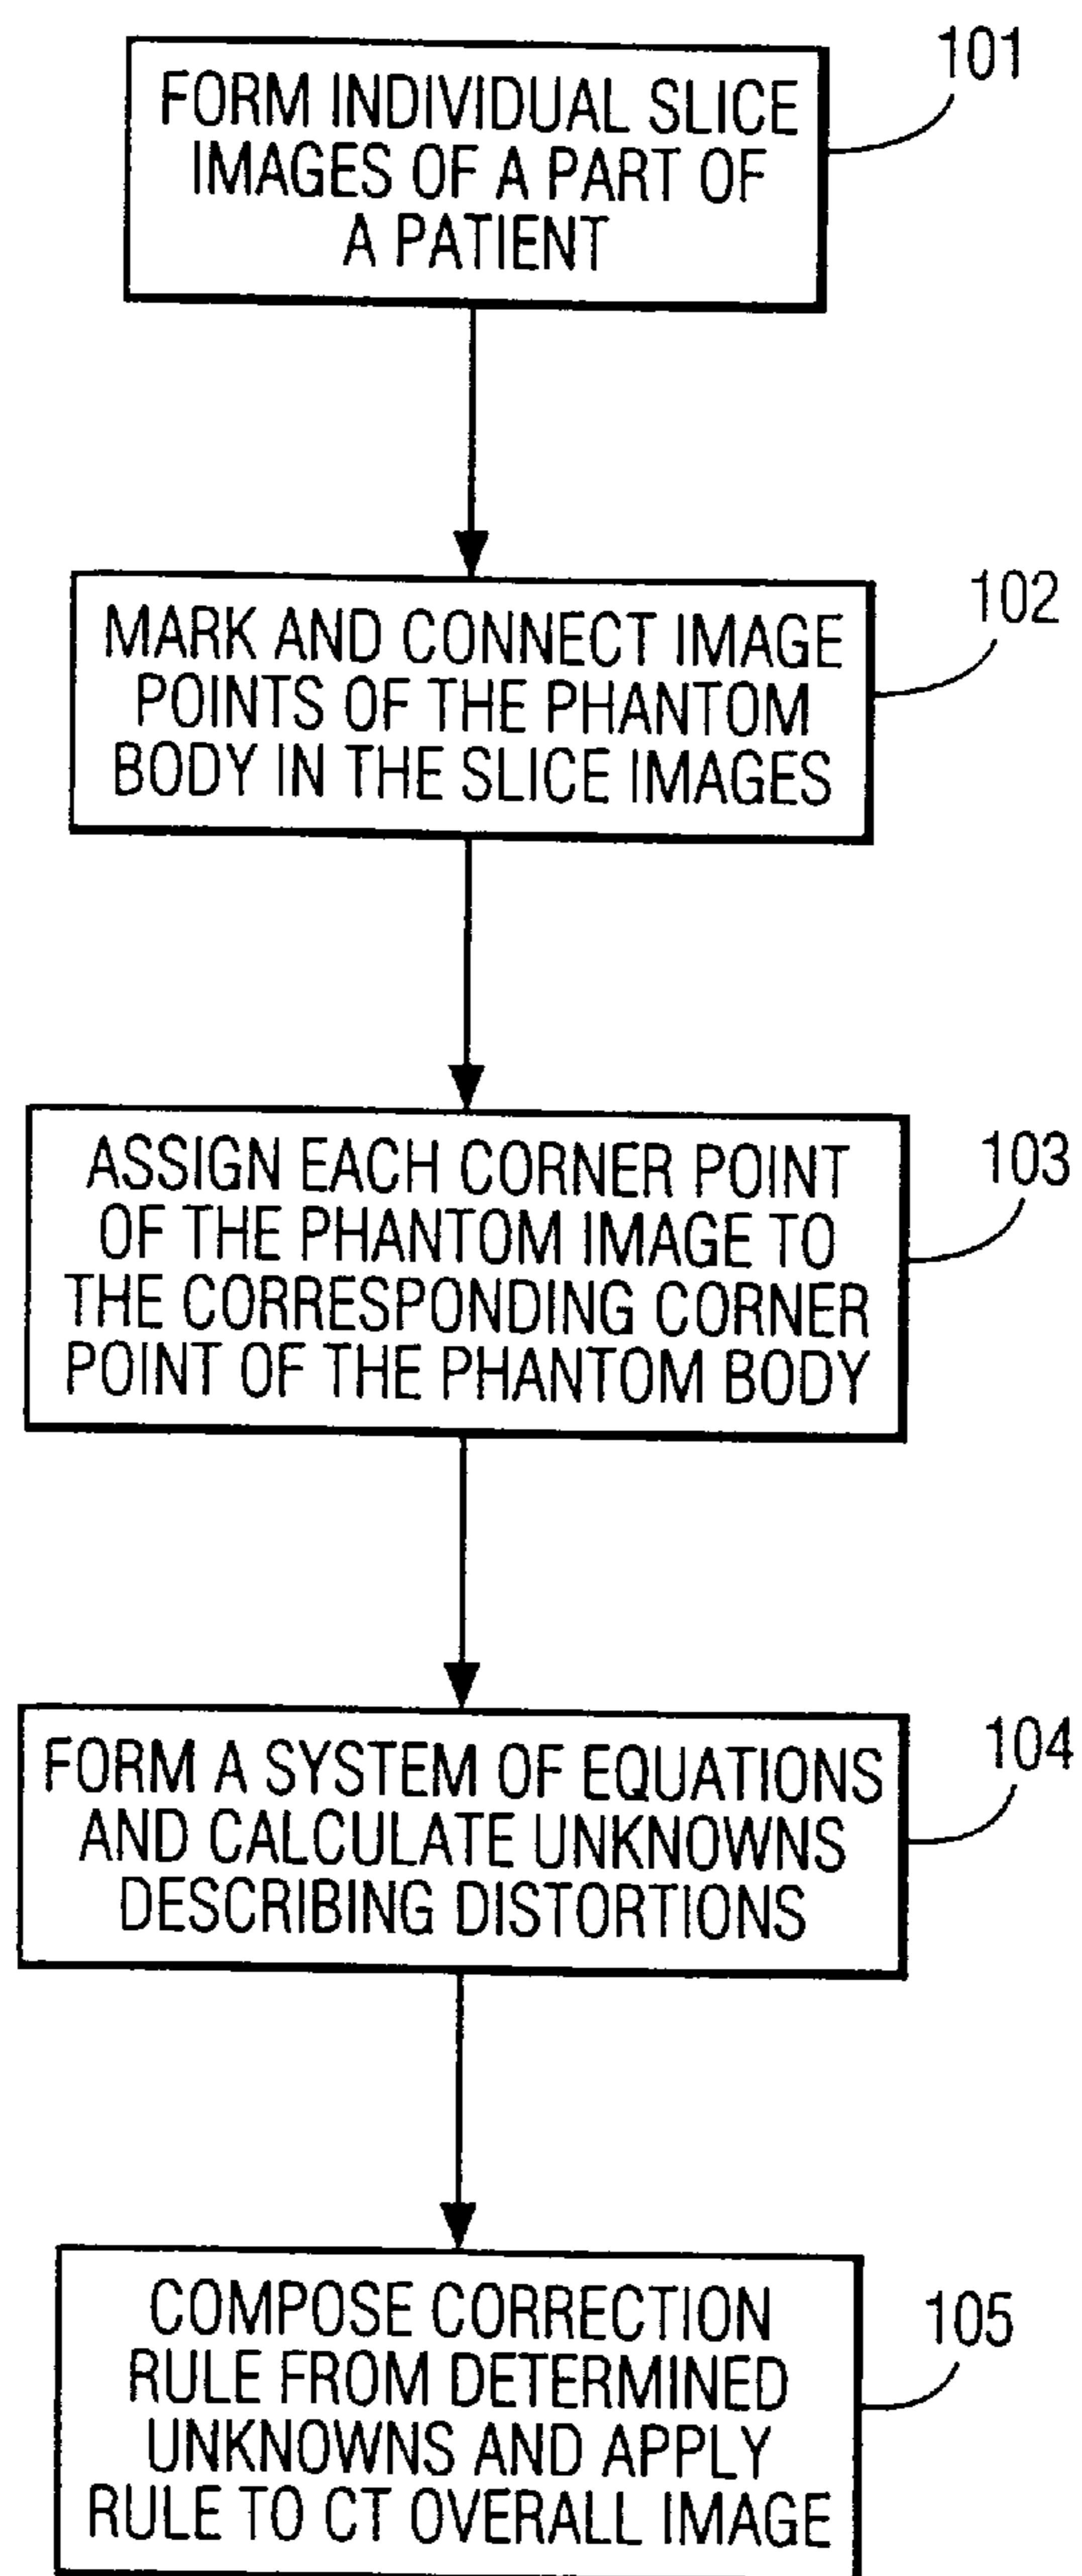 101
FORM INDIVIDUAL SLICE
IMAGES OF A PART OF
A PATIENT
102
MARK AND CONNECT IMAGE
POINTS OF THE PHANTOM
BODY IN THE SLICE IMAGES
103
ASSIGN EACH CORNER POINT
OF THE PHANTOM IMAGE TO
THE CORRESPONDING CORNER
POINT OF THE PHANTOM BODY
104
FORM A SYSTEM OF EQUATIONS
AND CALCULATE UNKNOWNS
DESCRIBING DISTORTIONS
105
COMPOSE CORRECTION
RULE FROM DETERMINED
UNKNOWNS AND APPLY
RULE TO CT OVERALL IMAGE